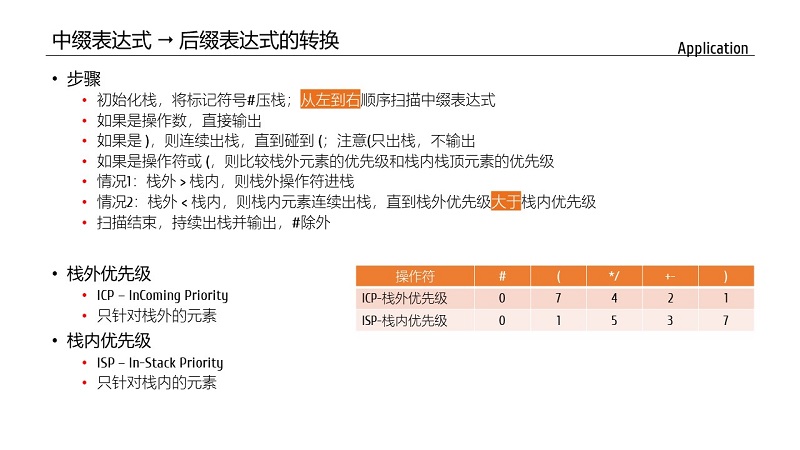 中缀表达式 → 后缀表达式的转换
Application
• 步骤
• 初始化栈，将标记符号#压栈；从左到右顺序扫描中缀表达式
• 如果是操作数，直接输出
• 如果是 )，则连续出栈，直到碰到 (；注意(只出栈，不输出
• 如果是操作符或 (，则比较栈外元素的优先级和栈内栈顶元素的优先级
• 情况1：栈外 > 栈内，则栈外操作符进栈
• 情况2：栈外 < 栈内，则栈内元素连续出栈，直到栈外优先级大于栈内优先级
• 扫描结束，持续出栈并输出，#除外
• 栈外优先级
• ICP – InComing Priority
• 只针对栈外的元素
• 栈内优先级
• ISP – In-Stack Priority
• 只针对栈内的元素
操作符 # ( */ +- )
ICP-栈外优先级 0 7 4 2 1
ISP-栈内优先级 0 1 5 3 7